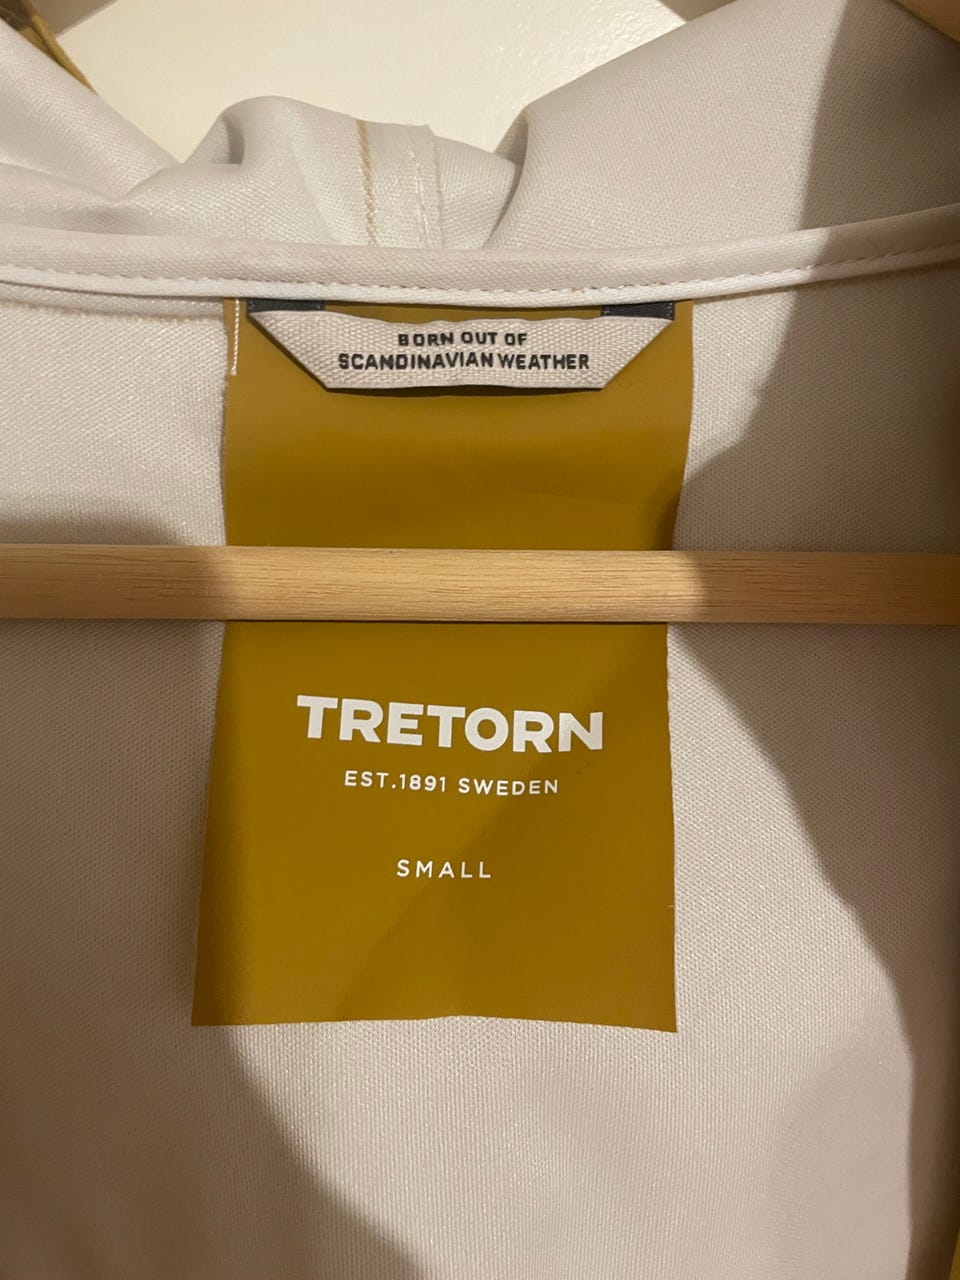 BORN OUT OF
SCANDINAVIAN WEATHER
TRETORN
EST.1891 SWEDEN
SMALL